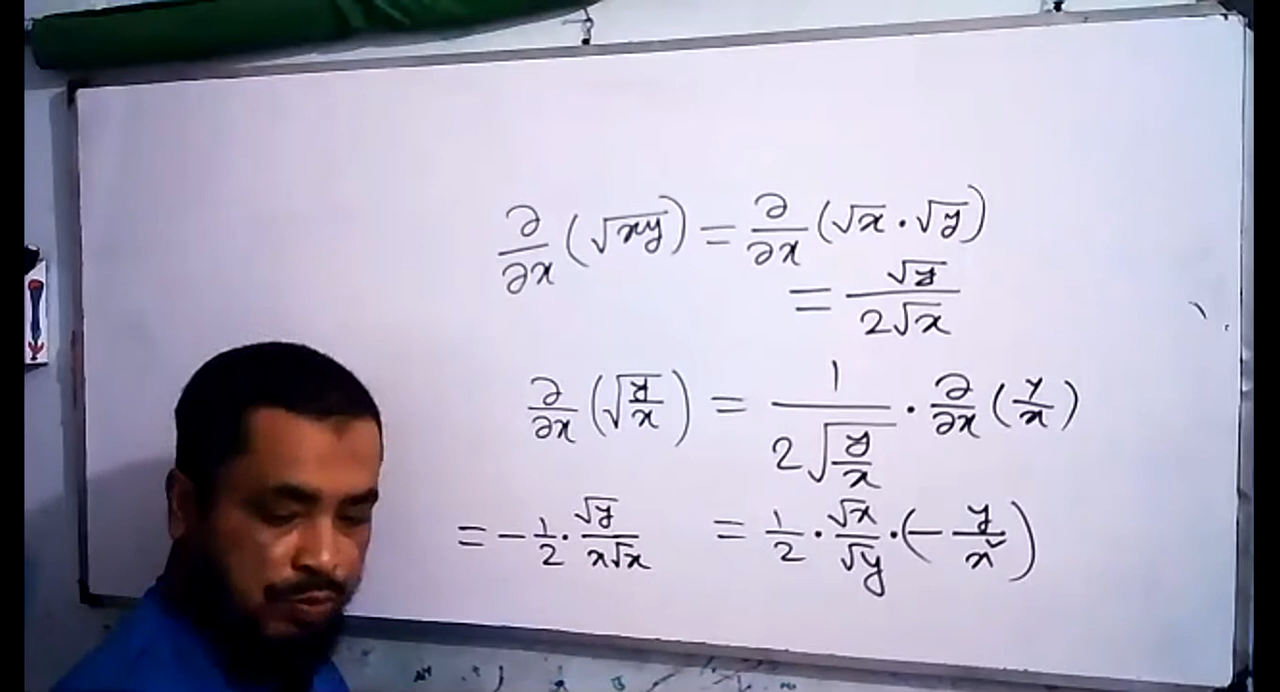 ∂/∂x (√xy) = ∂/∂x (√x · √y)
= √y / 2√x
∂/∂x (√(y/x)) = 1 / 2√(y/x) · ∂/∂x (y/x)
= -1/2 · √y / x√x = 1/2 · √x/√y · (- y/x²)